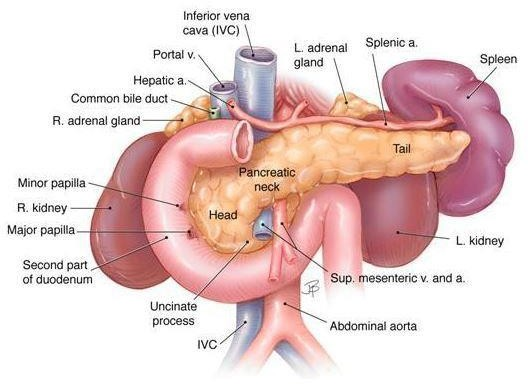 Inferior vena
cava (IVC)
Portal v.
L. adrenal
gland
Splenic a.
Spleen
Hepatic a.
Common bile duct
R. adrenal gland
Tail
Pancreatic
neck
Minor papilla
R. kidney
Head
Major papilla
L. kidney
Second part
of duodenum
Sup. mesenteric v. and a.
Uncinate
process
Abdominal aorta
IVC